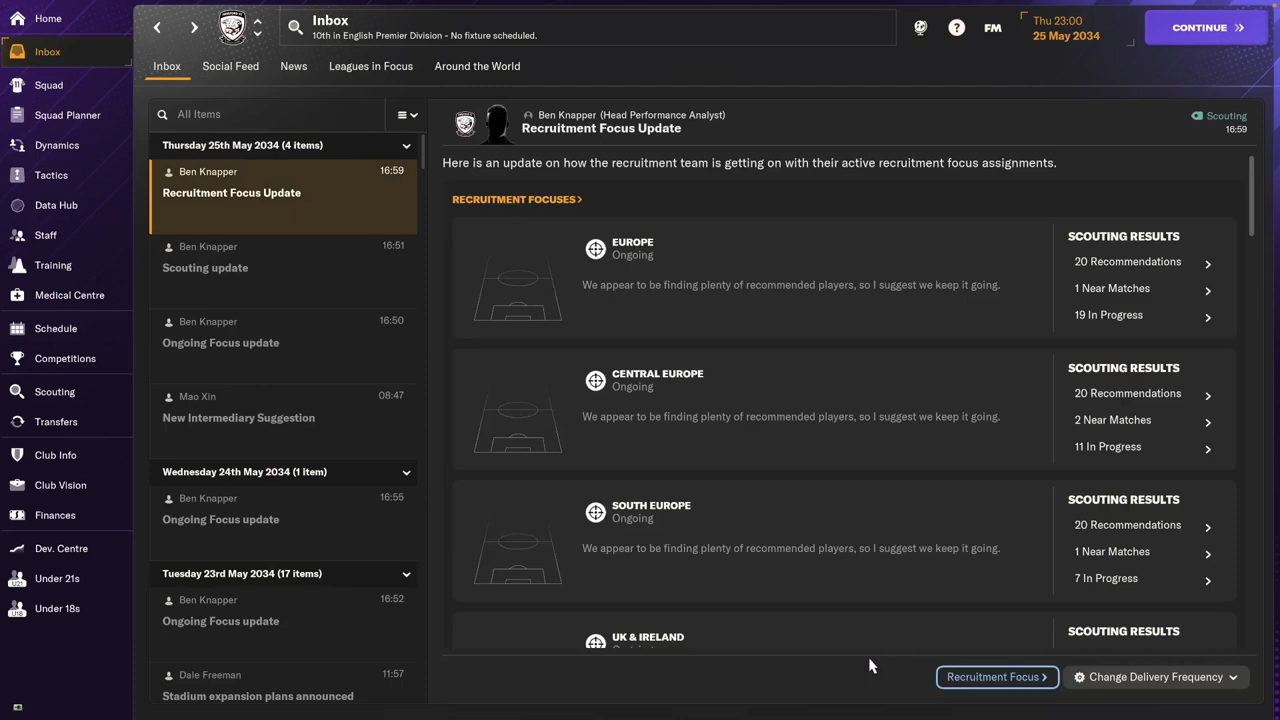 Home
Inbox
Squad
Squad Planner
Dynamics
Tactics
Data Hub
Staff
Training
Medical Centre
Schedule
Competitions
Scouting
Transfers
Club Info
Club Vision
Finances
Dev. Centre
Under 21s
Under 18s
Inbox
10th in English Premier Division - No fixture scheduled.
FM
Thu 23:00
25 May 2034
CONTINUE
Inbox
Social Feed
News
Leagues in Focus
Around the World
All Items
Thursday 25th May 2034 (4 items)
Ben Knapper 16:59
Recruitment Focus Update
Ben Knapper 16:51
Scouting update
Ben Knapper 16:50
Ongoing Focus update
Mao Xin 08:47
New Intermediary Suggestion
Wednesday 24th May 2034 (1 item)
Ben Knapper 16:55
Ongoing Focus update
Tuesday 23rd May 2034 (17 items)
Ben Knapper 16:52
Ongoing Focus update
Dale Freeman 11:57
Stadium expansion plans announced
Ben Knapper (Head Performance Analyst)
Recruitment Focus Update
Scouting
16:59
Here is an update on how the recruitment team is getting on with their active recruitment focus assignments.
RECRUITMENT FOCUSES
EUROPE
Ongoing
We appear to be finding plenty of recommended players, so I suggest we keep it going.
SCOUTING RESULTS
20 Recommendations
1 Near Matches
19 In Progress
CENTRAL EUROPE
Ongoing
We appear to be finding plenty of recommended players, so I suggest we keep it going.
SCOUTING RESULTS
20 Recommendations
2 Near Matches
11 In Progress
SOUTH EUROPE
Ongoing
We appear to be finding plenty of recommended players, so I suggest we keep it going.
SCOUTING RESULTS
20 Recommendations
1 Near Matches
7 In Progress
UK & IRELAND
SCOUTING RESULTS
Recruitment Focus
Change Delivery Frequency